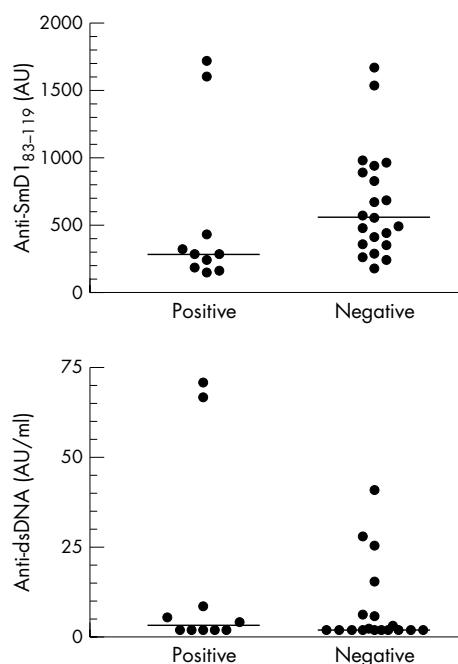 2000
1500
1000
500
0
Anti-SmD1₈₃₋₁₁₉ (AU)
Positive Negative
75
50
25
0
Anti-dsDNA (AU/ml)
Positive Negative